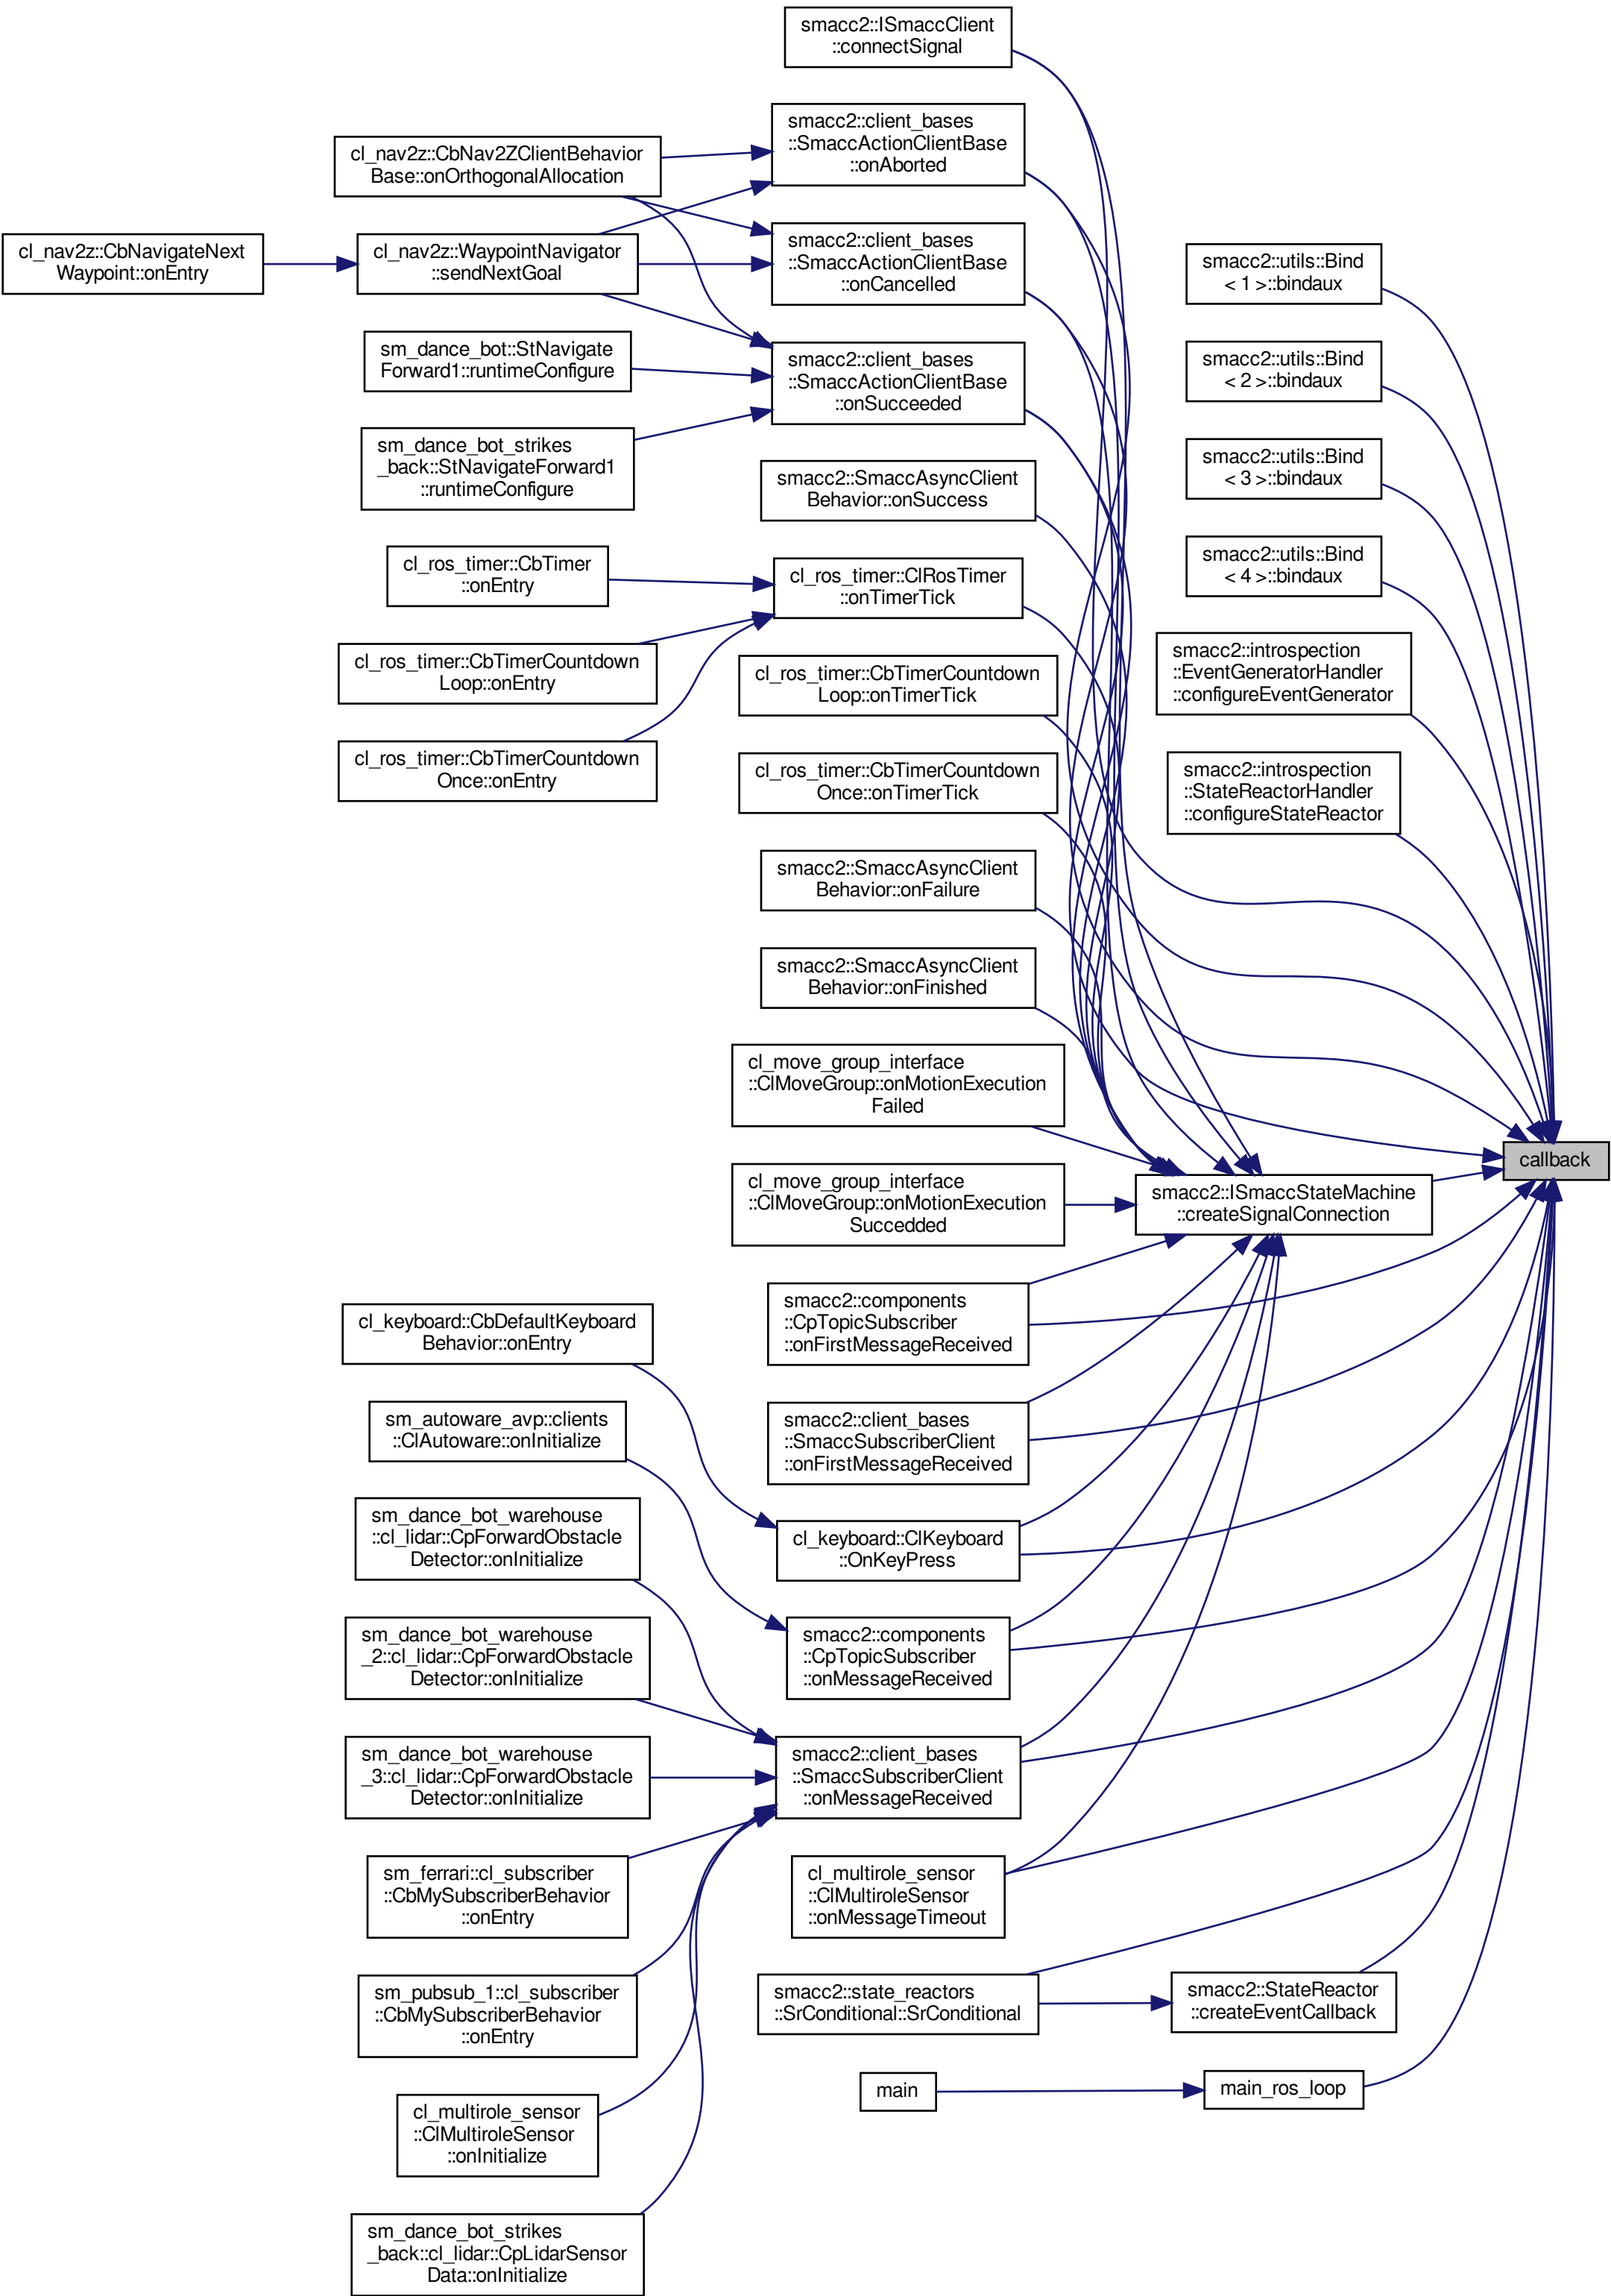 smacc2::ISmaccClient
::connectSignal
smacc2::client_bases
::SmaccActionClientBase
::onAborted
cl_nav2z::CbNav2ZClientBehavior
Base::onOrthogonalAllocation
smacc2::client_bases
::SmaccActionClientBase
::onCancelled
cl_nav2z::CbNavigateNext
Waypoint::onEntry
cl_nav2z::WaypointNavigator
::sendNextGoal
smacc2::utils::Bind
< 1 >::bindaux
sm_dance_bot::StNavigate
Forward1::runtimeConfigure
smacc2::client_bases
::SmaccActionClientBase
::onSucceeded
smacc2::utils::Bind
< 2 >::bindaux
sm_dance_bot_strikes
_back::StNavigateForward1
::runtimeConfigure
smacc2::SmaccAsyncClient
Behavior::onSuccess
smacc2::utils::Bind
< 3 >::bindaux
cl_ros_timer::CbTimer
::onEntry
cl_ros_timer::ClRosTimer
::onTimerTick
smacc2::utils::Bind
< 4 >::bindaux
cl_ros_timer::CbTimerCountdown
Loop::onEntry
cl_ros_timer::CbTimerCountdown
Loop::onTimerTick
smacc2::introspection
::EventGeneratorHandler
::configureEventGenerator
cl_ros_timer::CbTimerCountdown
Once::onEntry
cl_ros_timer::CbTimerCountdown
Once::onTimerTick
smacc2::introspection
::StateReactorHandler
::configureStateReactor
smacc2::SmaccAsyncClient
Behavior::onFailure
smacc2::SmaccAsyncClient
Behavior::onFinished
cl_move_group_interface
::ClMoveGroup::onMotionExecution
Failed
callback
cl_move_group_interface
::ClMoveGroup::onMotionExecution
Succedded
smacc2::ISmaccStateMachine
::createSignalConnection
smacc2::components
::CpTopicSubscriber
::onFirstMessageReceived
cl_keyboard::CbDefaultKeyboard
Behavior::onEntry
smacc2::client_bases
::SmaccSubscriberClient
::onFirstMessageReceived
sm_autoware_avp::clients
::ClAutoware::onInitialize
cl_keyboard::ClKeyboard
::OnKeyPress
sm_dance_bot_warehouse
::cl_lidar::CpForwardObstacle
Detector::onInitialize
smacc2::components
::CpTopicSubscriber
::onMessageReceived
sm_dance_bot_warehouse
_2::cl_lidar::CpForwardObstacle
Detector::onInitialize
smacc2::client_bases
::SmaccSubscriberClient
::onMessageReceived
sm_dance_bot_warehouse
_3::cl_lidar::CpForwardObstacle
Detector::onInitialize
sm_ferrari::cl_subscriber
::CbMySubscriberBehavior
::onEntry
cl_multirole_sensor
::ClMultiroleSensor
::onMessageTimeout
sm_pubsub_1::cl_subscriber
::CbMySubscriberBehavior
::onEntry
smacc2::state_reactors
::SrConditional::SrConditional
smacc2::StateReactor
::createEventCallback
main
main_ros_loop
cl_multirole_sensor
::ClMultiroleSensor
::onInitialize
sm_dance_bot_strikes
_back::cl_lidar::CpLidarSensor
Data::onInitialize